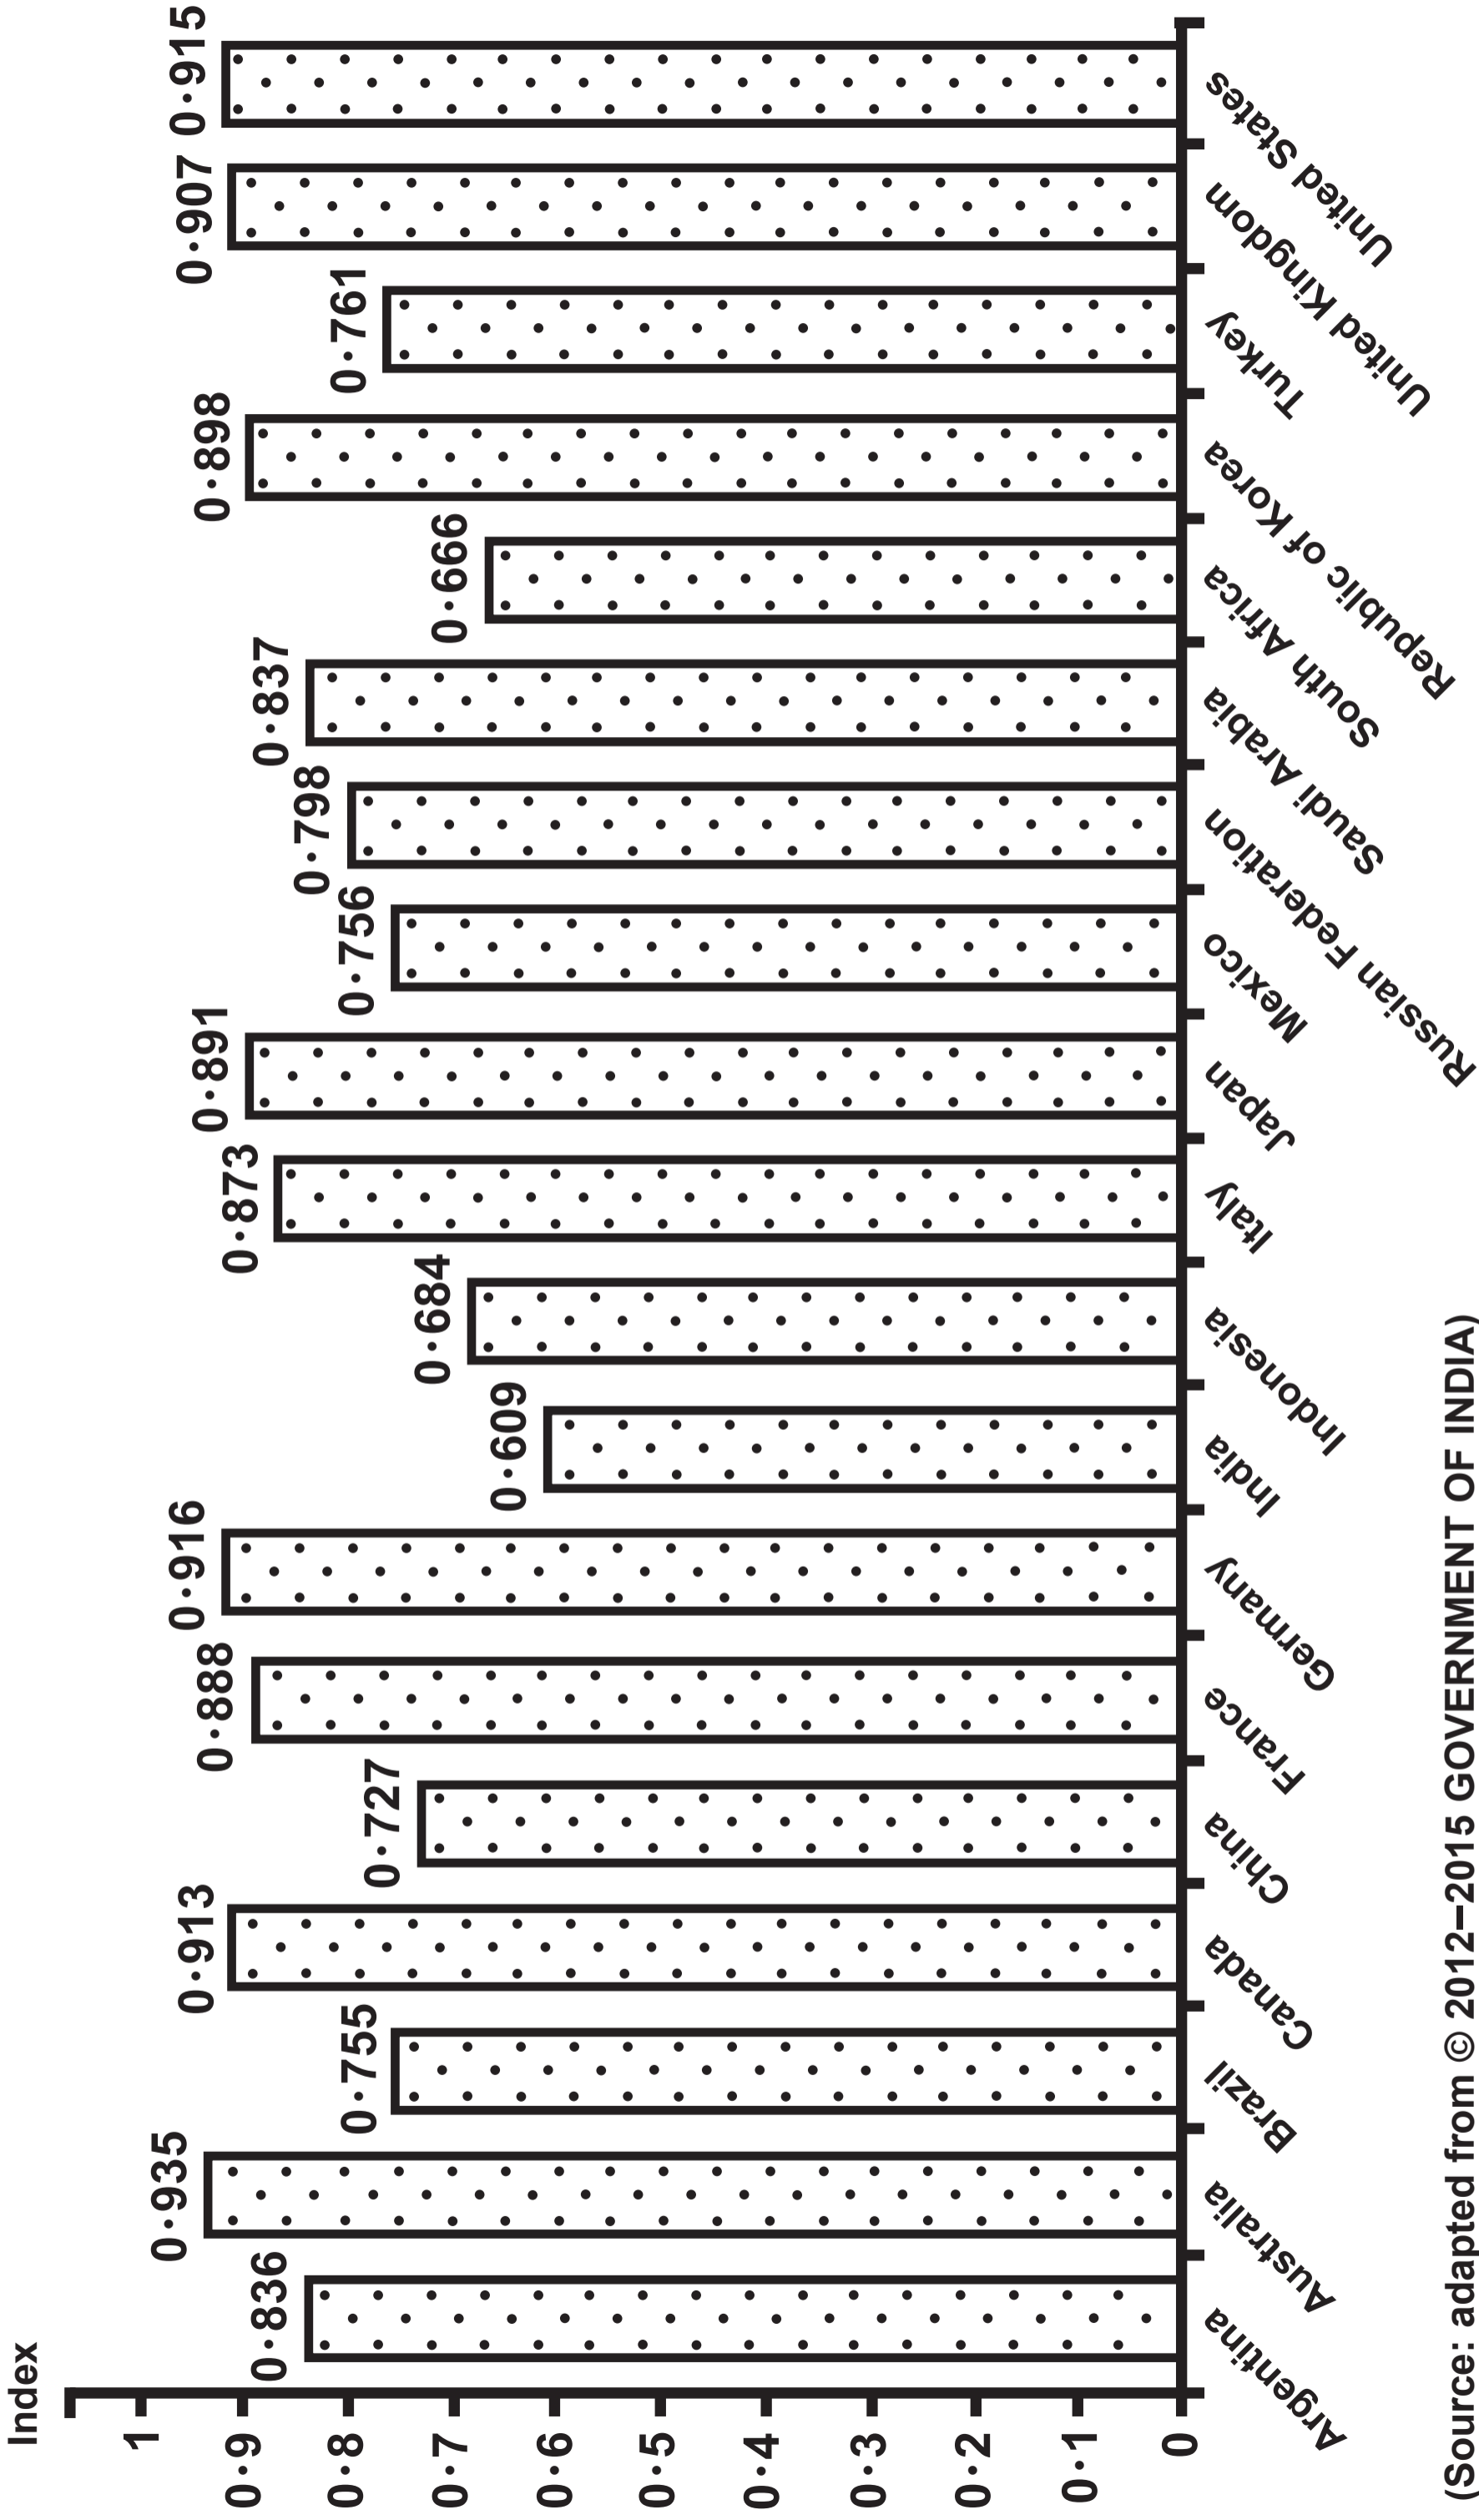 Index
1
0·9
0·8
0·7
0·6
0·5
0·4
0·3
0·2
0·1
0
0·836
0·935
0·755
0·913
0·727
0·888
0·916
0·609
0·684
0·873
0·891
0·756
0·798
0·837
0·666
0·898
0·761
0·907
0·915
Argentina
Australia
Brazil
Canada
China
France
Germany
India
Indonesia
Italy
Japan
Mexico
Russian Federation
Saudi Arabia
South Africa
Republic of Korea
Turkey
United Kingdom
United States
(Source: adapted from © 2012–2015 GOVERNMENT OF INDIA)